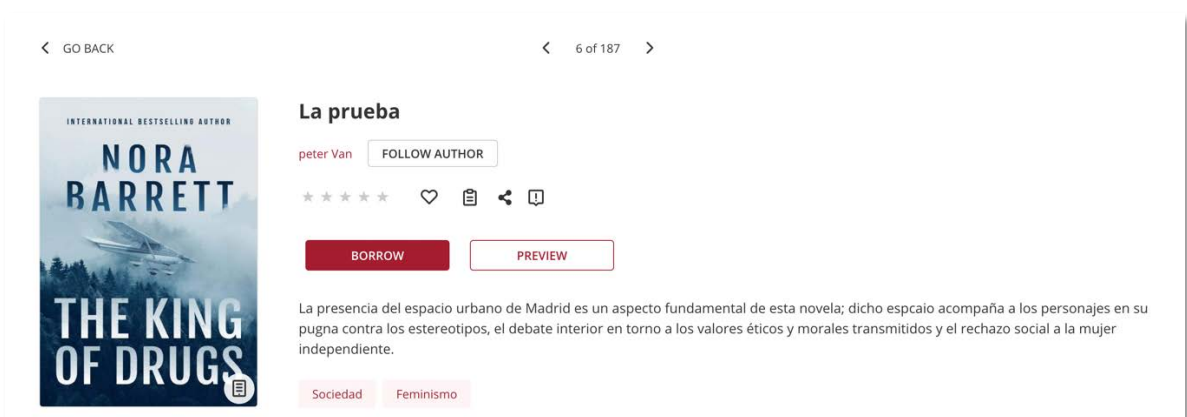 GO BACK
6 of 187
INTERNATIONAL BESTSELLING AUTHOR
NORA
BARRETT
THE KING
OF DRUGS
La prueba
peter Van
FOLLOW AUTHOR
BORROW
PREVIEW
La presencia del espacio urbano de Madrid es un aspecto fundamental de esta novela; dicho espcaio acompaña a los personajes en su
pugna contra los estereotipos, el debate interior en torno a los valores éticos y morales transmitidos y el rechazo social a la mujer
independiente.
Sociedad
Feminismo